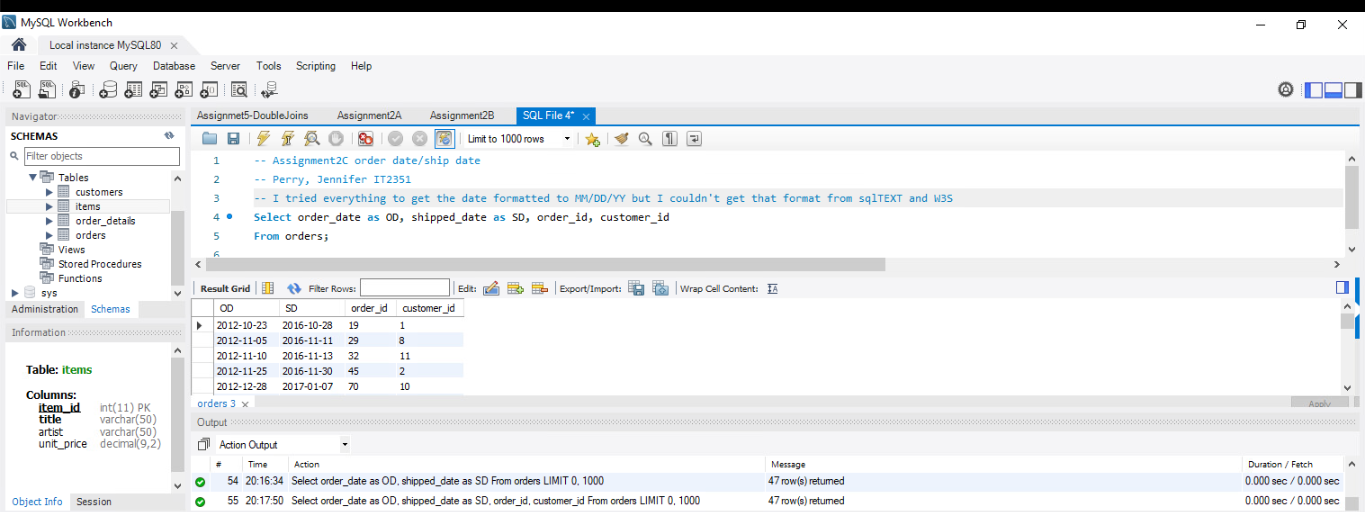 MySQL Workbench
Local instance MySQL80 ×
File Edit View Query Database Server Tools Scripting Help
Navigator
SCHEMAS
Filter objects
Tables
customers
items
order_details
orders
Views
Stored Procedures
Functions
sys
Administration Schemas
Information
Table: items
Columns:
item_id int(11) PK
title varchar(50)
artist varchar(50)
unit_price decimal(9,2)
Object Info Session
Assignmet5-DoubleJoins Assignment2A Assignment2B SQL File 4* ×
Limit to 1000 rows
1 -- Assignment2C order date/ship date
2 -- Perry, Jennifer IT2351
3 -- I tried everything to get the date formatted to MM/DD/YY but I couldn't get that format from sqlTEXT and W3S
4 Select order_date as OD, shipped_date as SD, order_id, customer_id
5 From orders;
6
Result Grid Filter Rows: Edit: Export/Import: Wrap Cell Content:
OD SD order_id customer_id
2012-10-23 2016-10-28 19 1
2012-11-05 2016-11-11 29 8
2012-11-10 2016-11-13 32 11
2012-11-25 2016-11-30 45 2
2012-12-28 2017-01-07 70 10
orders 3 × Apply
Output
Action Output
# Time Action Message Duration / Fetch
54 20:16:34 Select order_date as OD, shipped_date as SD From orders LIMIT 0, 1000 47 row(s) returned 0.000 sec / 0.000 sec
55 20:17:50 Select order_date as OD, shipped_date as SD, order_id, customer_id From orders LIMIT 0, 1000 47 row(s) returned 0.000 sec / 0.000 sec